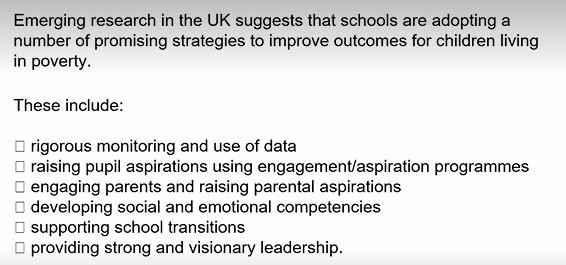 Emerging research in the UK suggests that schools are adopting a
number of promising strategies to improve outcomes for children living
in poverty.
These include:
□ rigorous monitoring and use of data
□ raising pupil aspirations using engagement/aspiration programmes
□ engaging parents and raising parental aspirations
□ developing social and emotional competencies
□ supporting school transitions
□ providing strong and visionary leadership.